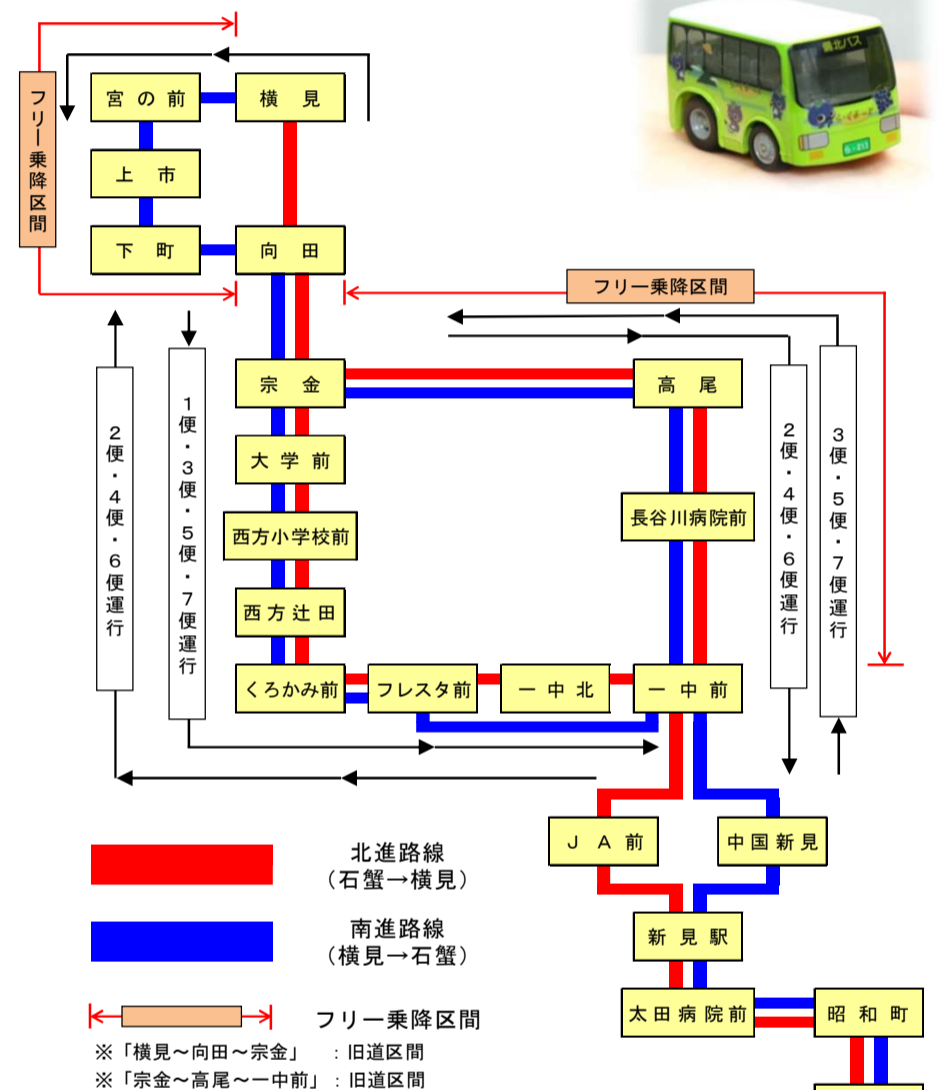 備北バス
フリー乗降区間
宮の前
横見
上市
下町
向田
フリー乗降区間
宗金
高尾
大学前
長谷川病院前
西方小学校前
西方辻田
くろかみ前
フレスタ前
一中北
一中前
2便・4便・6便運行
1便・3便・5便・7便運行
2便・4便・6便運行
3便・5便・7便運行
JA前
中国新見
新見駅
太田病院前
昭和町
北進路線
(石蟹→横見)
南進路線
(横見→石蟹)
フリー乗降区間
※「横見~向田~宗金」 :旧道区間
※「宗金~高尾~一中前」:旧道区間